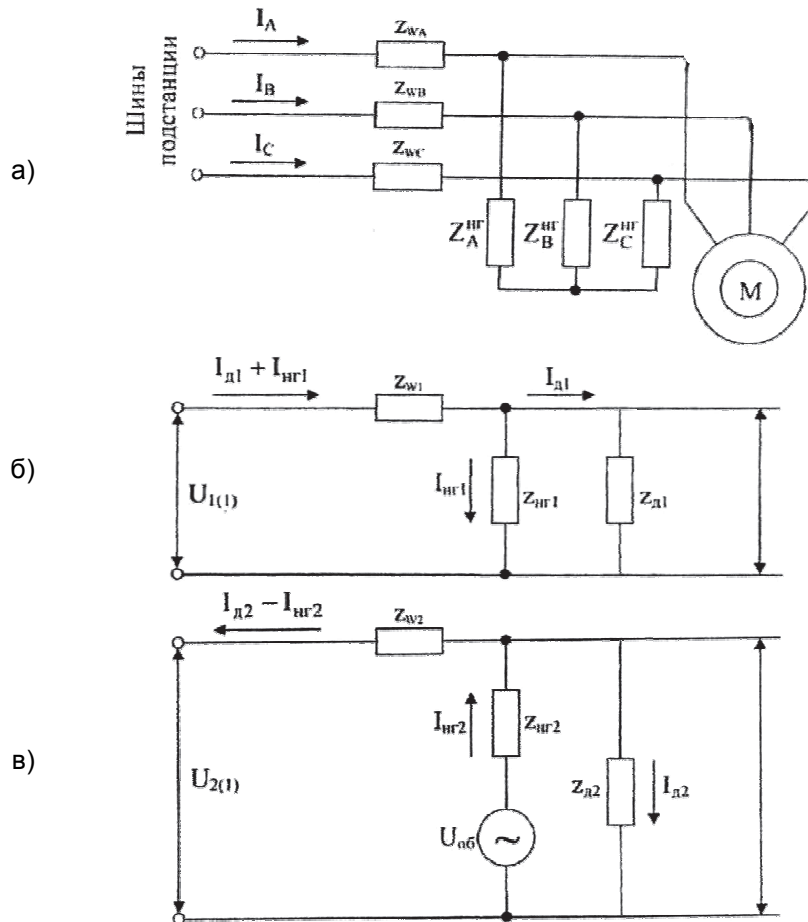 Шины
подстанции
а)
I_A
z_wA
I_B
z_wB
I_C
z_wC
Z_A^нг
Z_B^нг
Z_C^нг
М
б)
I_д1 + I_нг1
z_w1
I_д1
U_1(1)
I_нг1
z_нг1
z_д1
в)
I_д2 − I_нг2
z_w2
U_2(1)
I_нг2
z_нг2
U_об
~
z_д2
I_д2